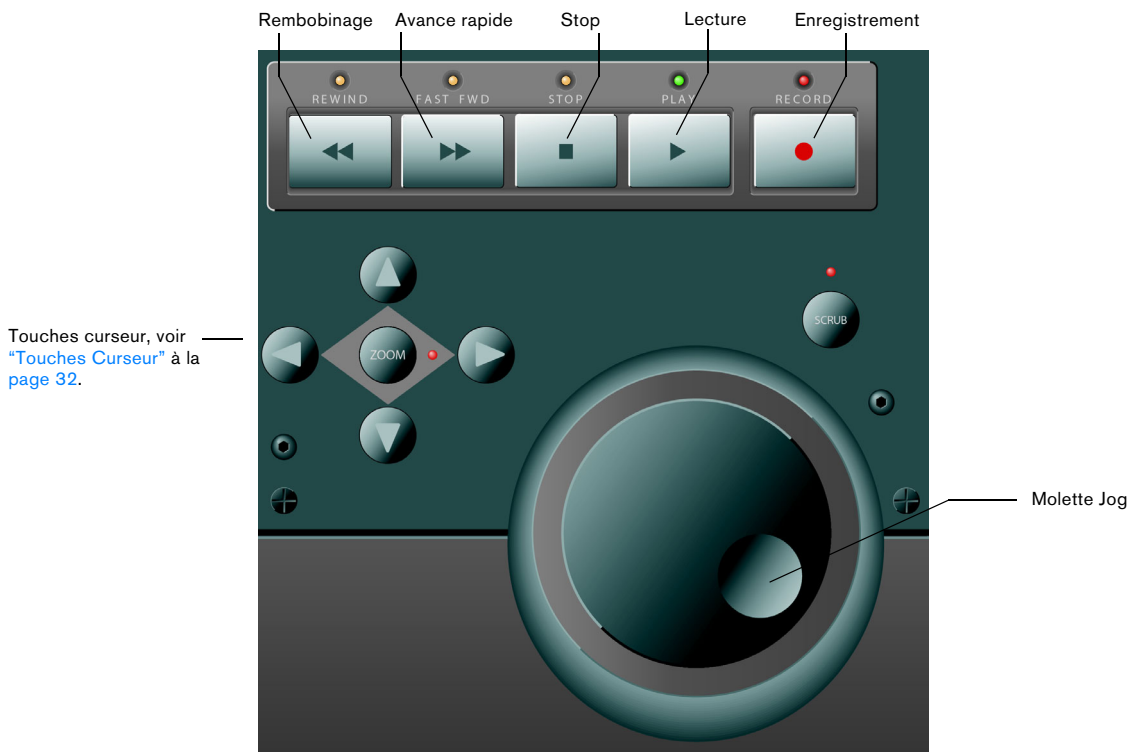 Rembobinage Avance rapide Stop Lecture Enregistrement
REWIND FAST FWD STOP PLAY RECORD
SCRUB
Touches curseur, voir
“Touches Curseur” à la
page 32.
ZOOM
Molette Jog